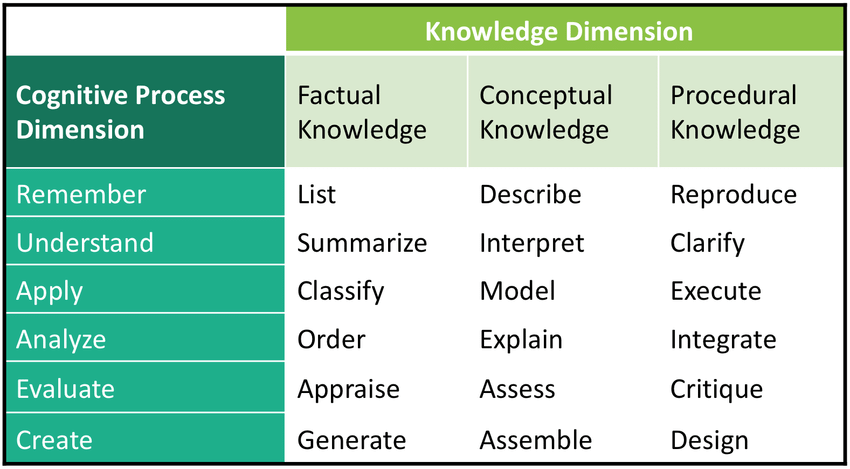 Knowledge Dimension
Cognitive Process
Dimension
Factual
Knowledge
Conceptual
Knowledge
Procedural
Knowledge
Remember List Describe Reproduce
Understand Summarize Interpret Clarify
Apply Classify Model Execute
Analyze Order Explain Integrate
Evaluate Appraise Assess Critique
Create Generate Assemble Design